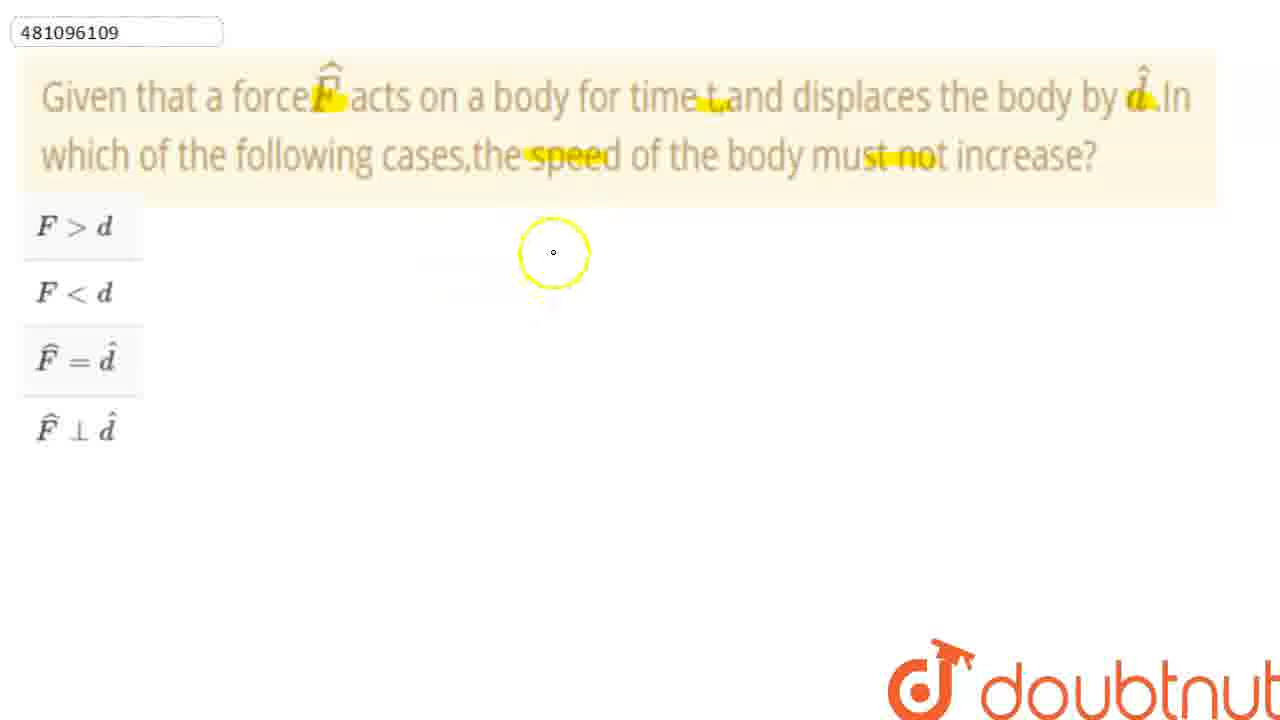 481096109
Given that a force F̂ acts on a body for time t,and displaces the body by d̂.In
which of the following cases,the speed of the body must not increase?
F > d
F < d
F̂ = d̂
F̂ ⊥ d̂
doubtnut